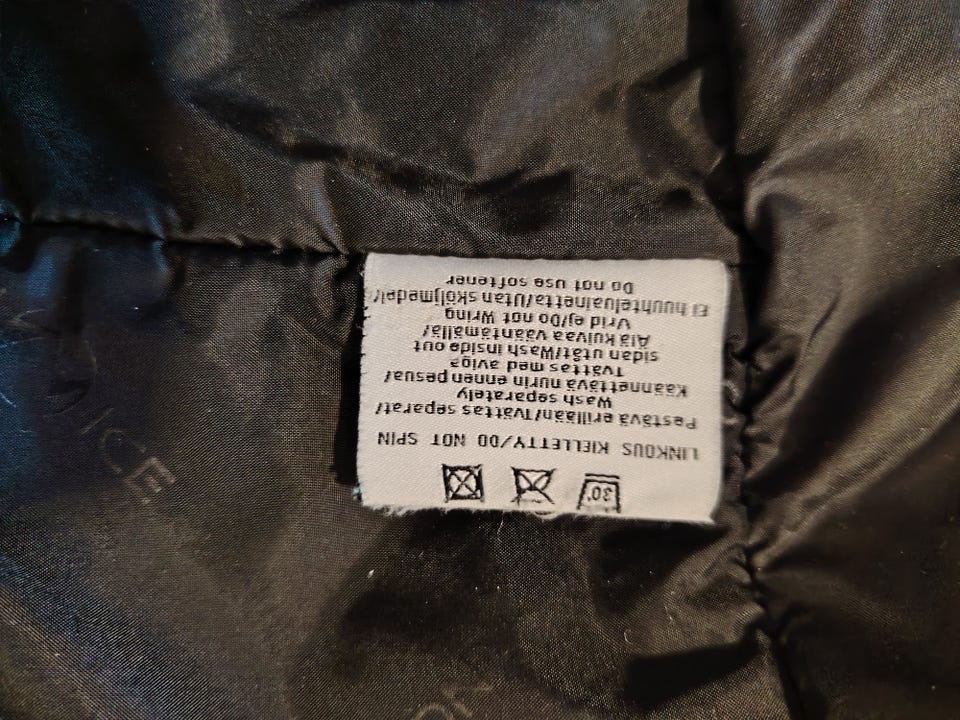 30°
LINKOUS KIELLETTY/DO NOT SPIN
Pestävä erillään/Tvättas separat/
Wash separately
Käännettävä nurin ennen pesua/
Tvättas med aviga
sidan utåt/Wash inside out
Älä kuivaa vääntämällä/
Vrid ej/Do not Wring
Ei huuhteluainetta/Utan sköljmedel/
Do not use softener